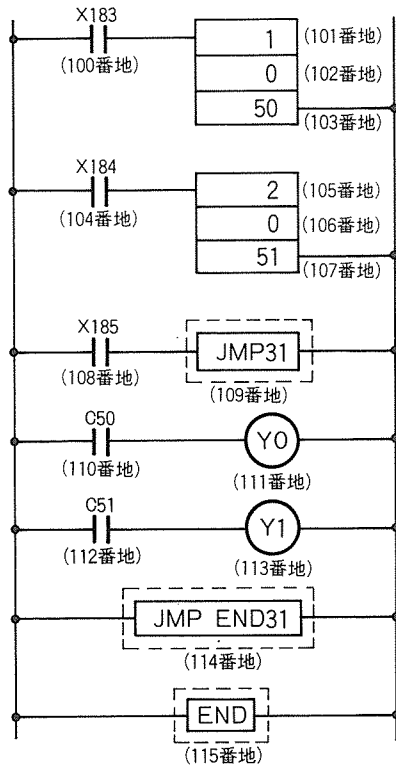 X183
(100番地)
1 (101番地)
0 (102番地)
50
(103番地)
X184
(104番地)
2 (105番地)
0 (106番地)
51
(107番地)
X185
(108番地)
JMP31
(109番地)
C50
(110番地)
Y0
(111番地)
C51
(112番地)
Y1
(113番地)
JMP END31
(114番地)
END
(115番地)